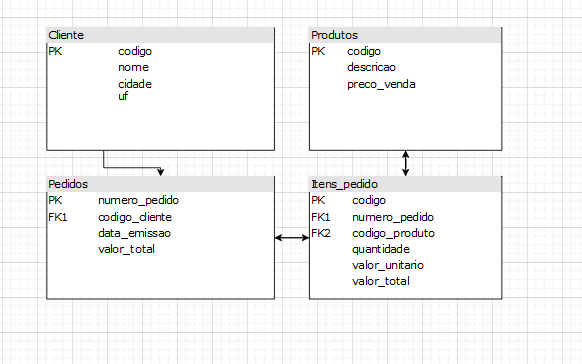 Cliente
PK codigo
nome
cidade
uf
Produtos
PK codigo
descricao
preco_venda
Pedidos
PK numero_pedido
FK1 codigo_cliente
data_emissao
valor_total
Itens_pedido
PK codigo
FK1 numero_pedido
FK2 codigo_produto
quantidade
valor_unitario
valor_total